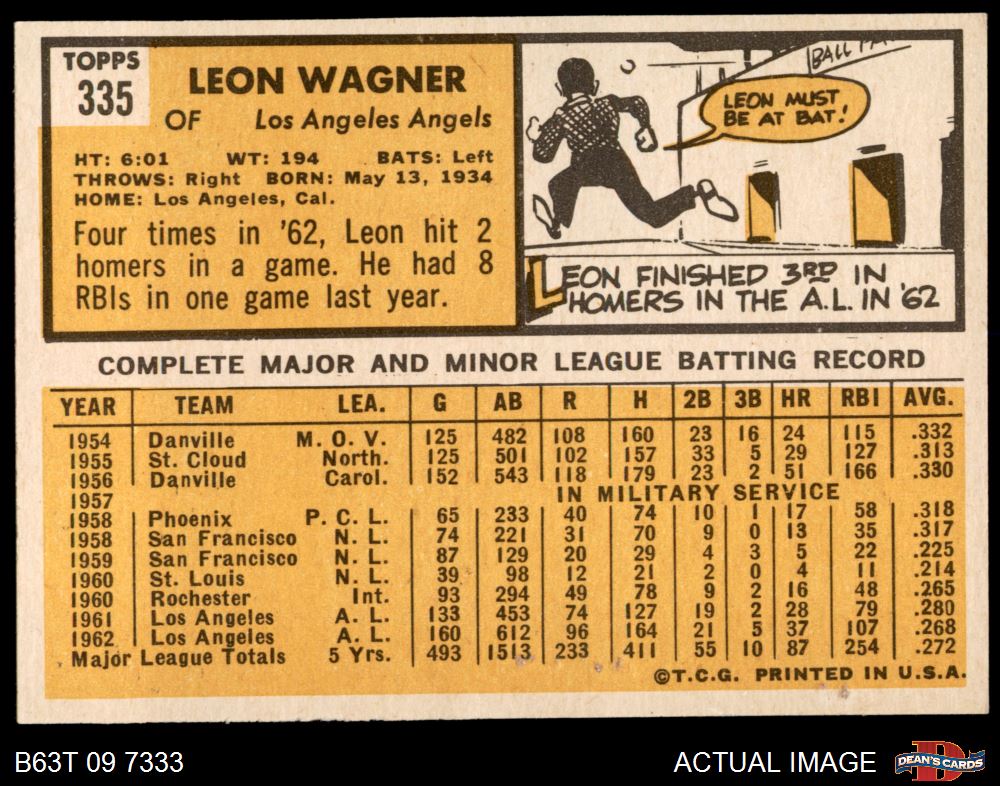 TOPPS
335
LEON WAGNER
OF Los Angeles Angels
HT: 6:01 WT: 194 BATS: Left
THROWS: Right BORN: May 13, 1934
HOME: Los Angeles, Cal.
Four times in '62, Leon hit 2
homers in a game. He had 8
RBIs in one game last year.
BALL
LEON MUST
BE AT BAT!
LEON FINISHED 3RD IN
HOMERS IN THE A.L. IN '62
COMPLETE MAJOR AND MINOR LEAGUE BATTING RECORD
YEAR TEAM LEA. G AB R H 2B 3B HR RBI AVG.
1954 Danville M. O. V. 125 482 108 160 23 16 24 115 .332
1955 St. Cloud North. 125 501 102 157 33 5 29 127 .313
1956 Danville Carol. 152 543 118 179 23 2 51 166 .330
1957 IN MILITARY SERVICE
1958 Phoenix P. C. L. 65 233 40 74 10 1 17 58 .318
1958 San Francisco N. L. 74 221 31 70 9 0 13 35 .317
1959 San Francisco N. L. 87 129 20 29 4 3 5 22 .225
1960 St. Louis N. L. 39 98 12 21 2 0 4 11 .214
1960 Rochester Int. 93 294 49 78 9 2 16 48 .265
1961 Los Angeles A. L. 133 453 74 127 19 2 28 79 .280
1962 Los Angeles A. L. 160 612 96 164 21 5 37 107 .268
Major League Totals 5 Yrs. 493 1513 233 411 55 10 87 254 .272
©T.C.G. PRINTED IN U.S.A.
B63T 09 7333
ACTUAL IMAGE
DEAN'S CARDS